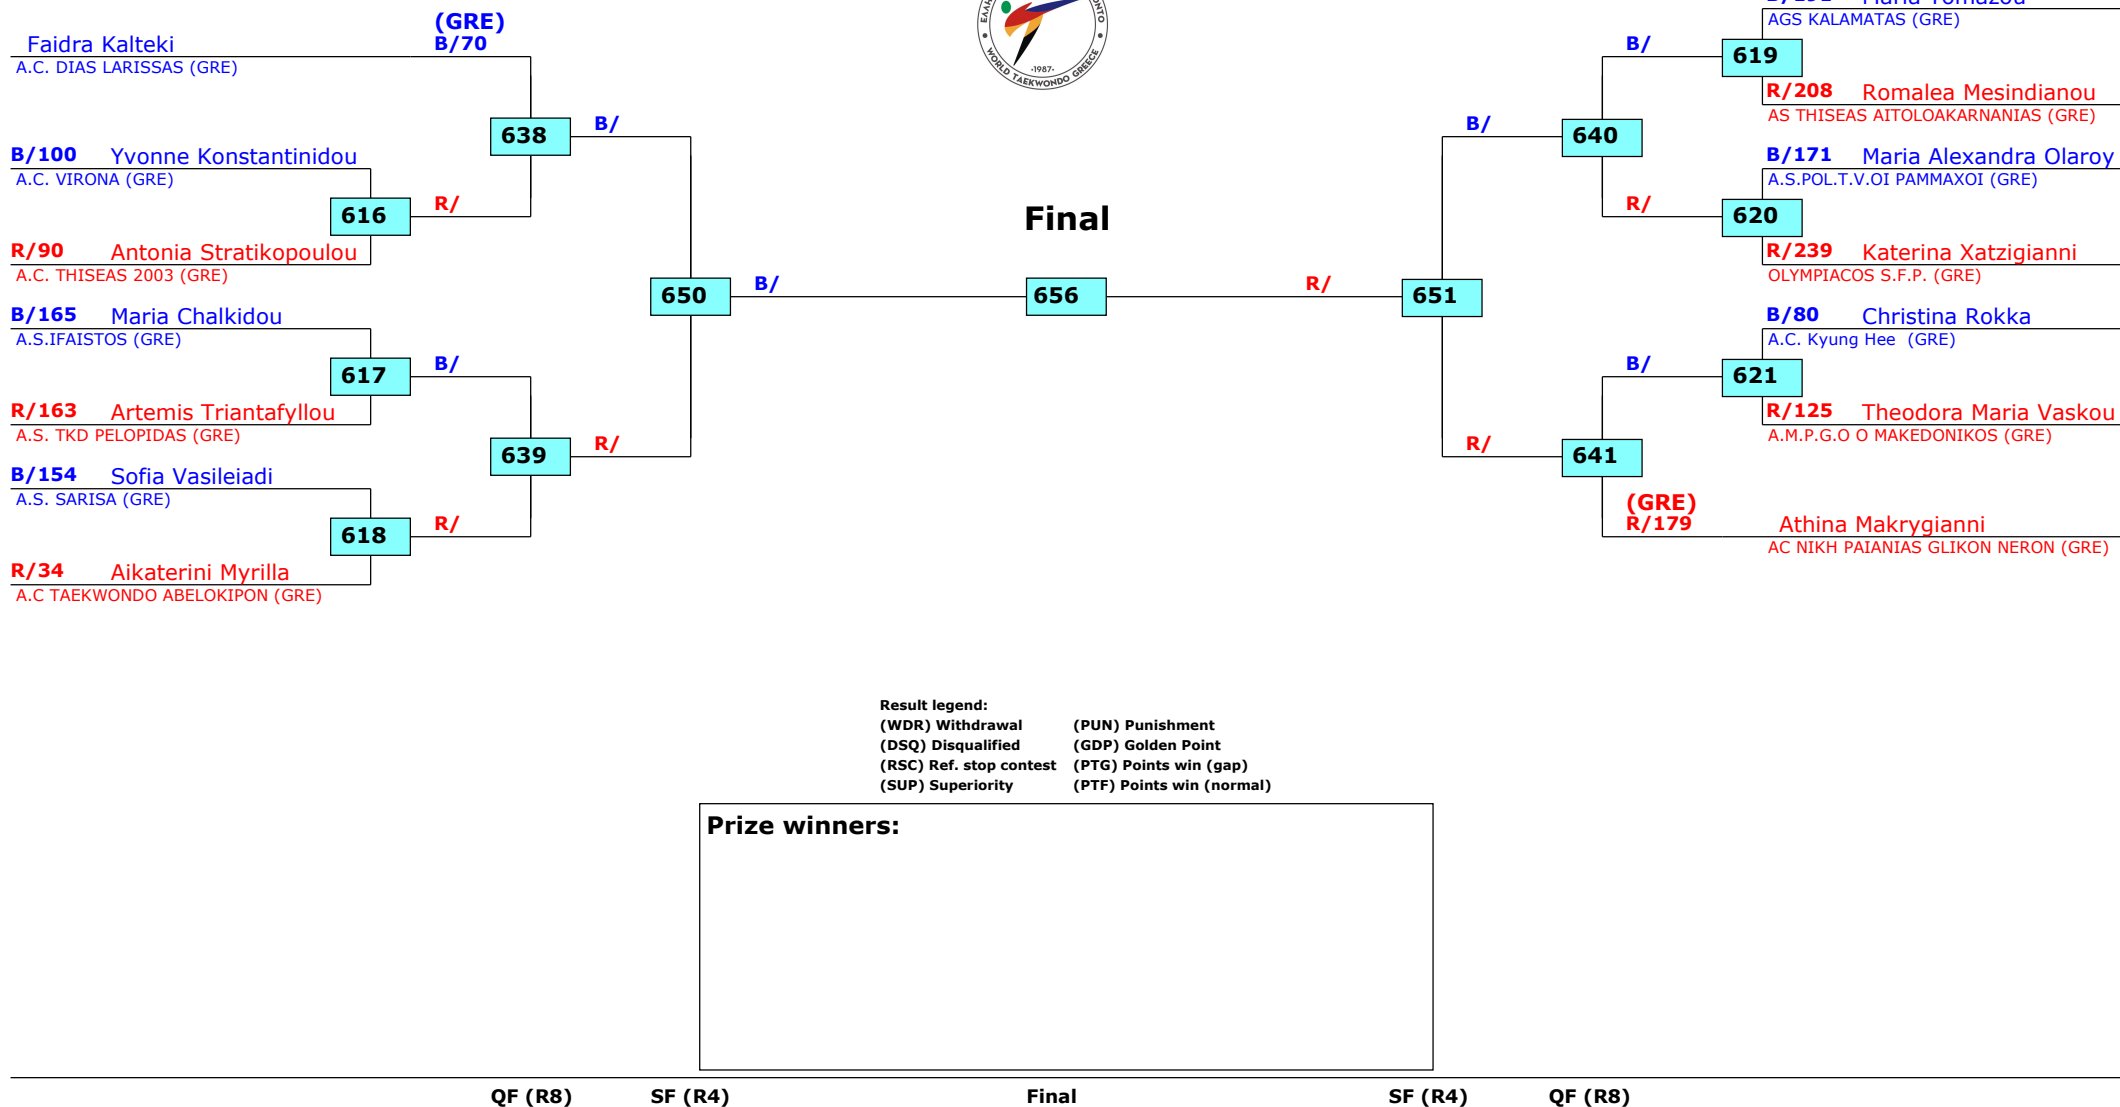 (GRE)
Faidra Kalteki B/70
A.C. DIAS LARISSAS (GRE)
638
B/
B/100 Yvonne Konstantinidou
A.C. VIRONA (GRE)
616
R/
R/90 Antonia Stratikopoulou
A.C. THISEAS 2003 (GRE)
650
B/
B/165 Maria Chalkidou
A.S.IFAISTOS (GRE)
617
B/
R/163 Artemis Triantafyllou
A.S. TKD PELOPIDAS (GRE)
639
R/
B/154 Sofia Vasileiadi
A.S. SARISA (GRE)
618
R/
R/34 Aikaterini Myrilla
A.C TAEKWONDO ABELOKIPON (GRE)
·1987·
WORLD TAEKWONDO GREECE
Final
656
AGS KALAMATAS (GRE)
B/
619
R/208 Romalea Mesindianou
AS THISEAS AITOLOAKARNANIAS (GRE)
B/
640
B/171 Maria Alexandra Olaroy
A.S.POL.T.V.OI PAMMAXOI (GRE)
R/
620
R/239 Katerina Xatzigianni
OLYMPIACOS S.F.P. (GRE)
R/
651
B/80 Christina Rokka
A.C. Kyung Hee (GRE)
B/
621
R/125 Theodora Maria Vaskou
A.M.P.G.O O MAKEDONIKOS (GRE)
R/
641
(GRE)
R/179 Athina Makrygianni
AC NIKH PAIANIAS GLIKON NERON (GRE)
Result legend:
(WDR) Withdrawal (PUN) Punishment
(DSQ) Disqualified (GDP) Golden Point
(RSC) Ref. stop contest (PTG) Points win (gap)
(SUP) Superiority (PTF) Points win (normal)
Prize winners:
QF (R8) SF (R4) Final SF (R4) QF (R8)